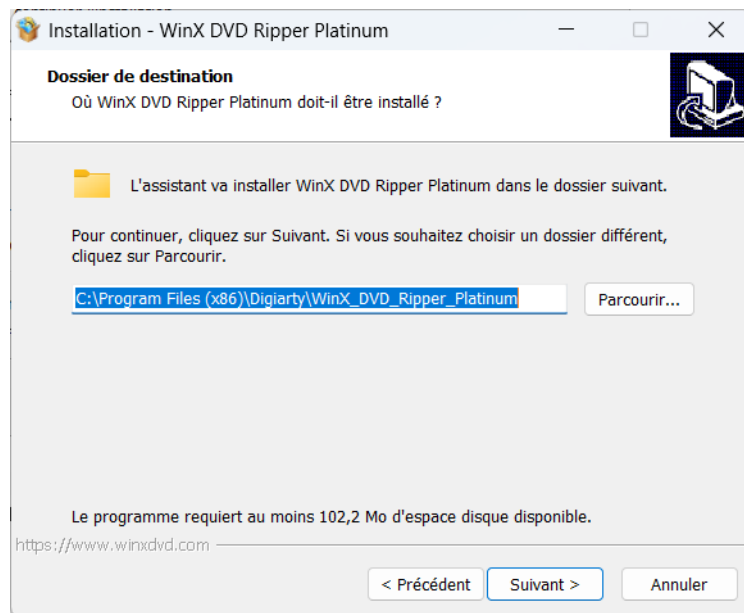 Installation - WinX DVD Ripper Platinum
Dossier de destination
Où WinX DVD Ripper Platinum doit-il être installé ?
L'assistant va installer WinX DVD Ripper Platinum dans le dossier suivant.
Pour continuer, cliquez sur Suivant. Si vous souhaitez choisir un dossier différent,
cliquez sur Parcourir.
C:\Program Files (x86)\Digiarty\WinX_DVD_Ripper_Platinum
Parcourir...
Le programme requiert au moins 102,2 Mo d'espace disque disponible.
https://www.winxdvd.com
< Précédent
Suivant >
Annuler